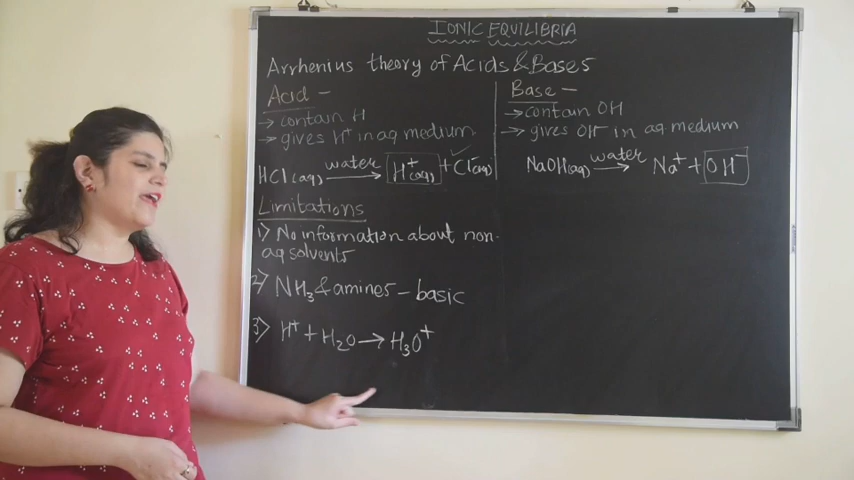 IONIC EQUILIBRIA
Arrhenius theory of Acids & Bases
Acid -
→ contain H
→ gives H⁺ in aq medium
HCl (aq) water→ H⁺(aq) + Cl⁻(aq)
Base -
→ contain OH
→ gives OH⁻ in aq medium
NaOH(aq) water→ Na⁺ + OH⁻
Limitations
1) No information about non-
aq solvents
2) NH₃ & amines - basic
3) H⁺ + H₂O → H₃O⁺